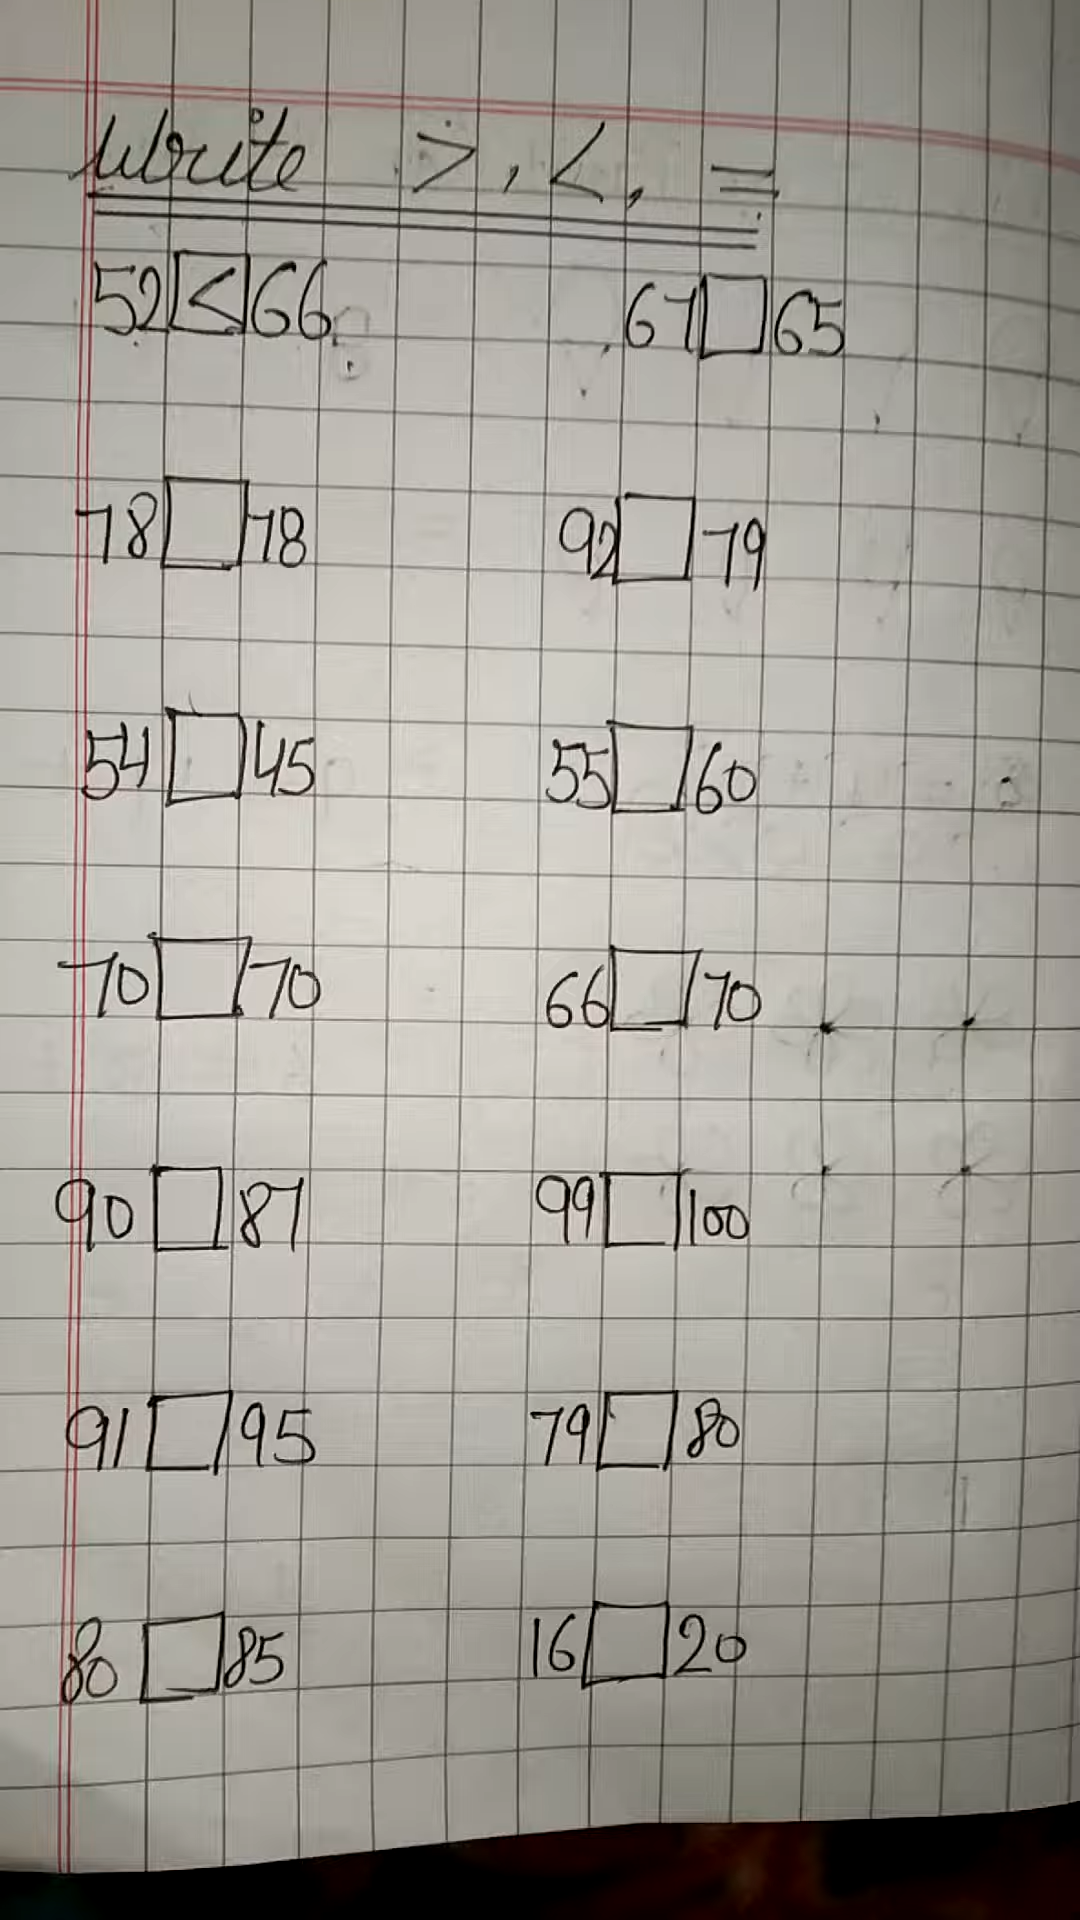 Write >, <, =
52 < 66 67 □ 65
78 □ 78 92 □ 79
54 □ 45 55 □ 60
70 □ 70 66 □ 70
90 □ 87 99 □ 100
91 □ 95 79 □ 80
80 □ 85 16 □ 20